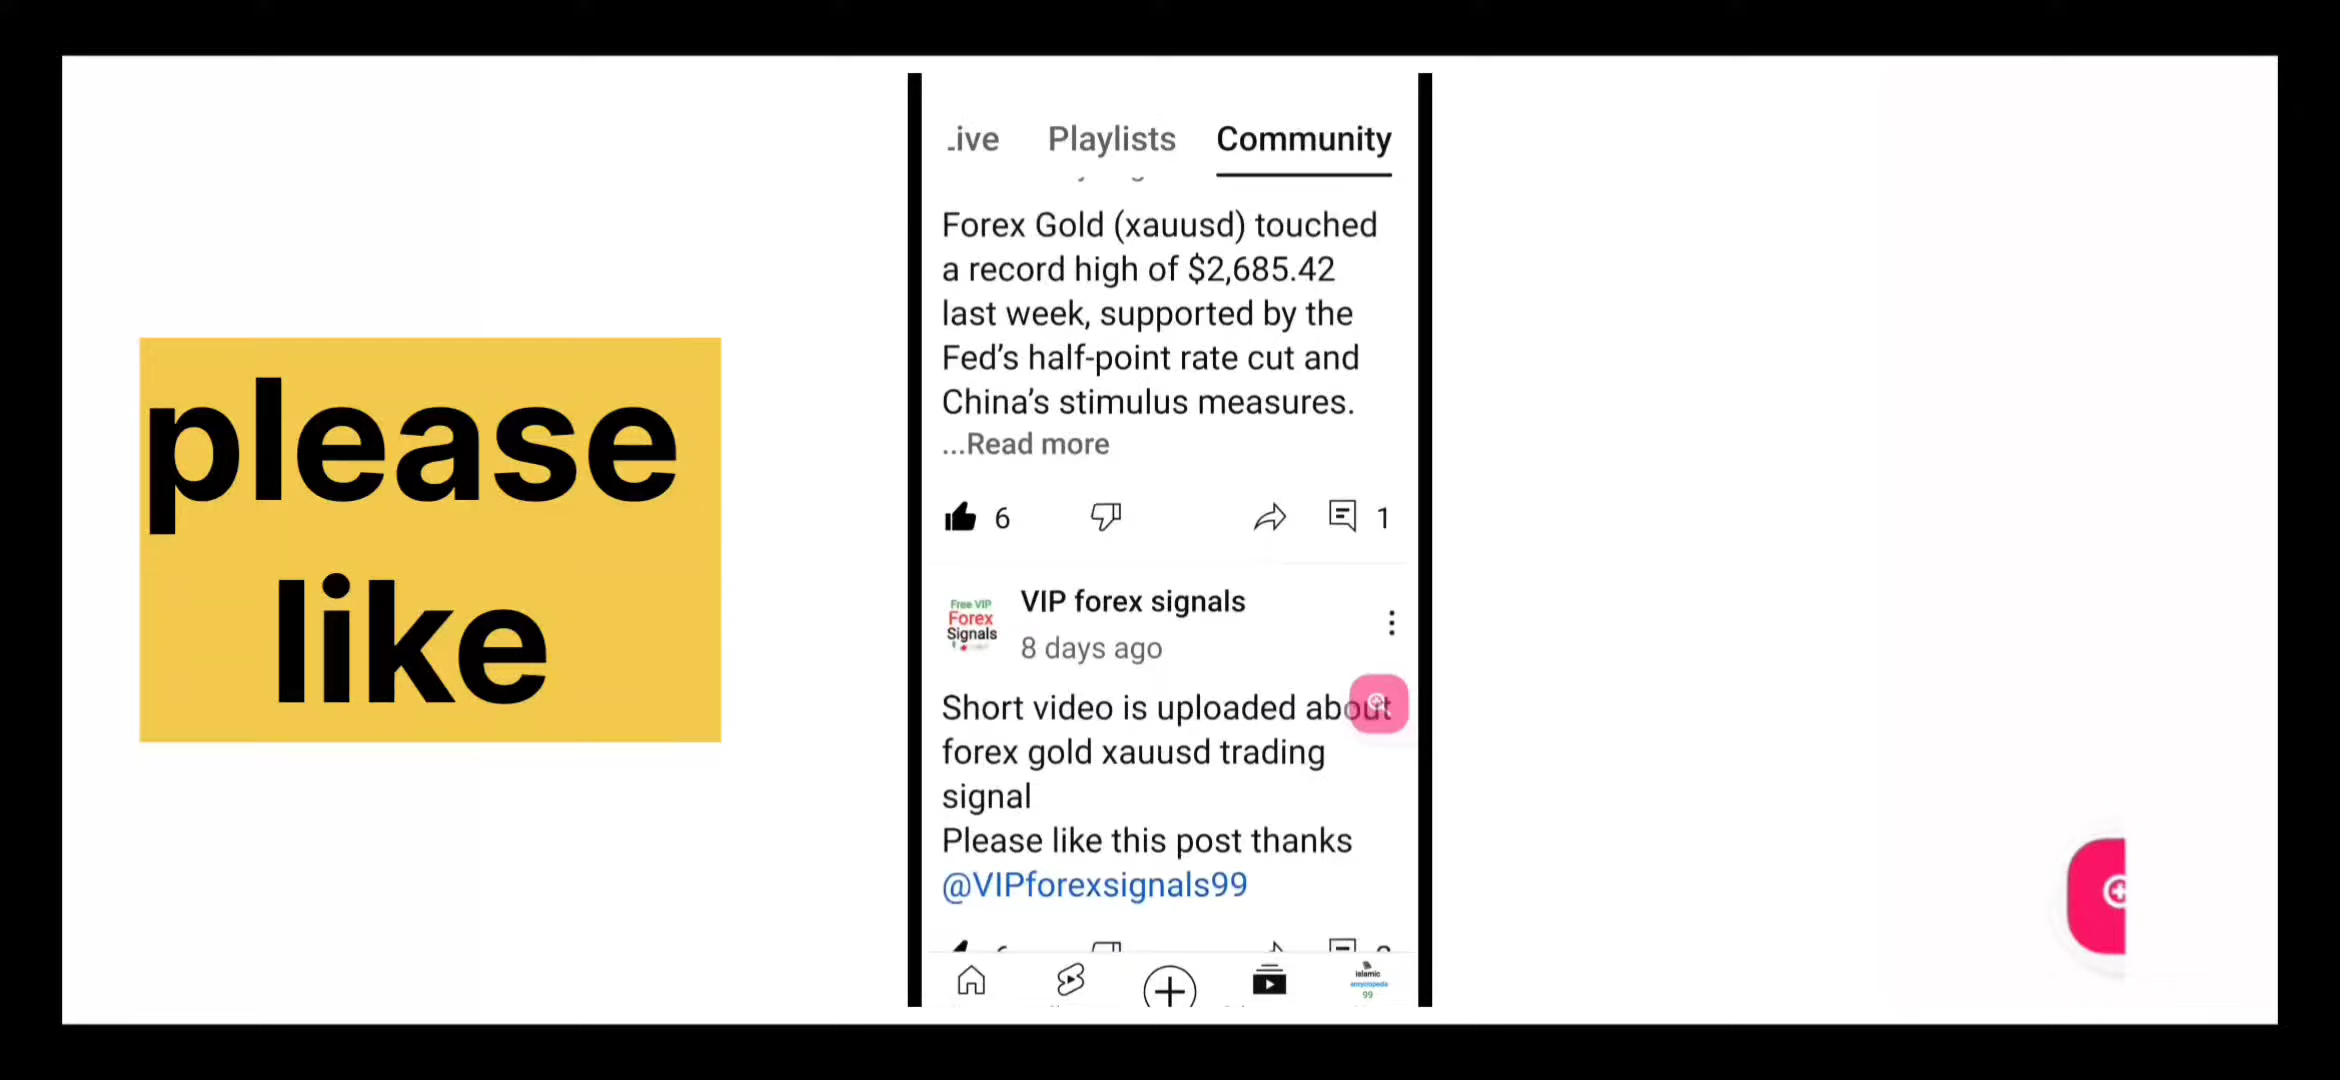 please
like
.ive Playlists Community
Forex Gold (xauusd) touched
a record high of $2,685.42
last week, supported by the
Fed’s half-point rate cut and
China’s stimulus measures.
...Read more
6 1
Free VIP
Forex
Signals
VIP forex signals
8 days ago
Short video is uploaded about
forex gold xauusd trading
signal
Please like this post thanks
@VIPforexsignals99
islamic
encycropedia
99